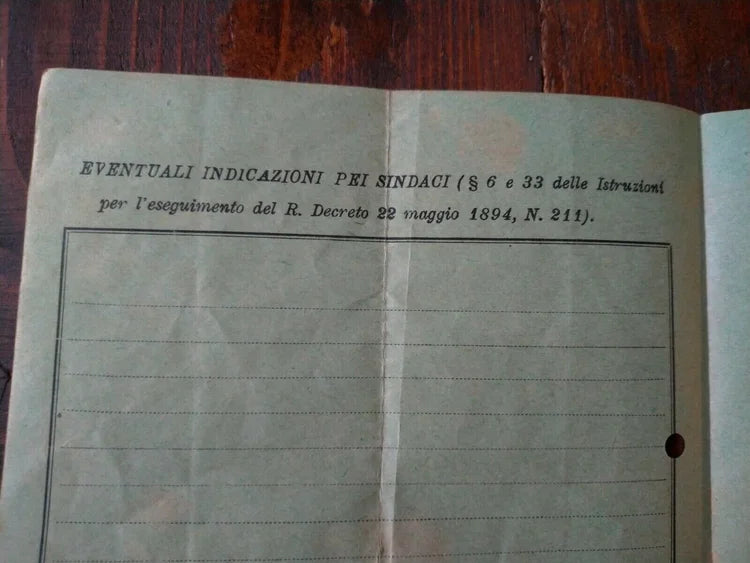 EVENTUALI INDICAZIONI PEI SINDACI (§ 6 e 33 delle Istruzioni
per l'eseguimento del R. Decreto 22 maggio 1894, N. 211).